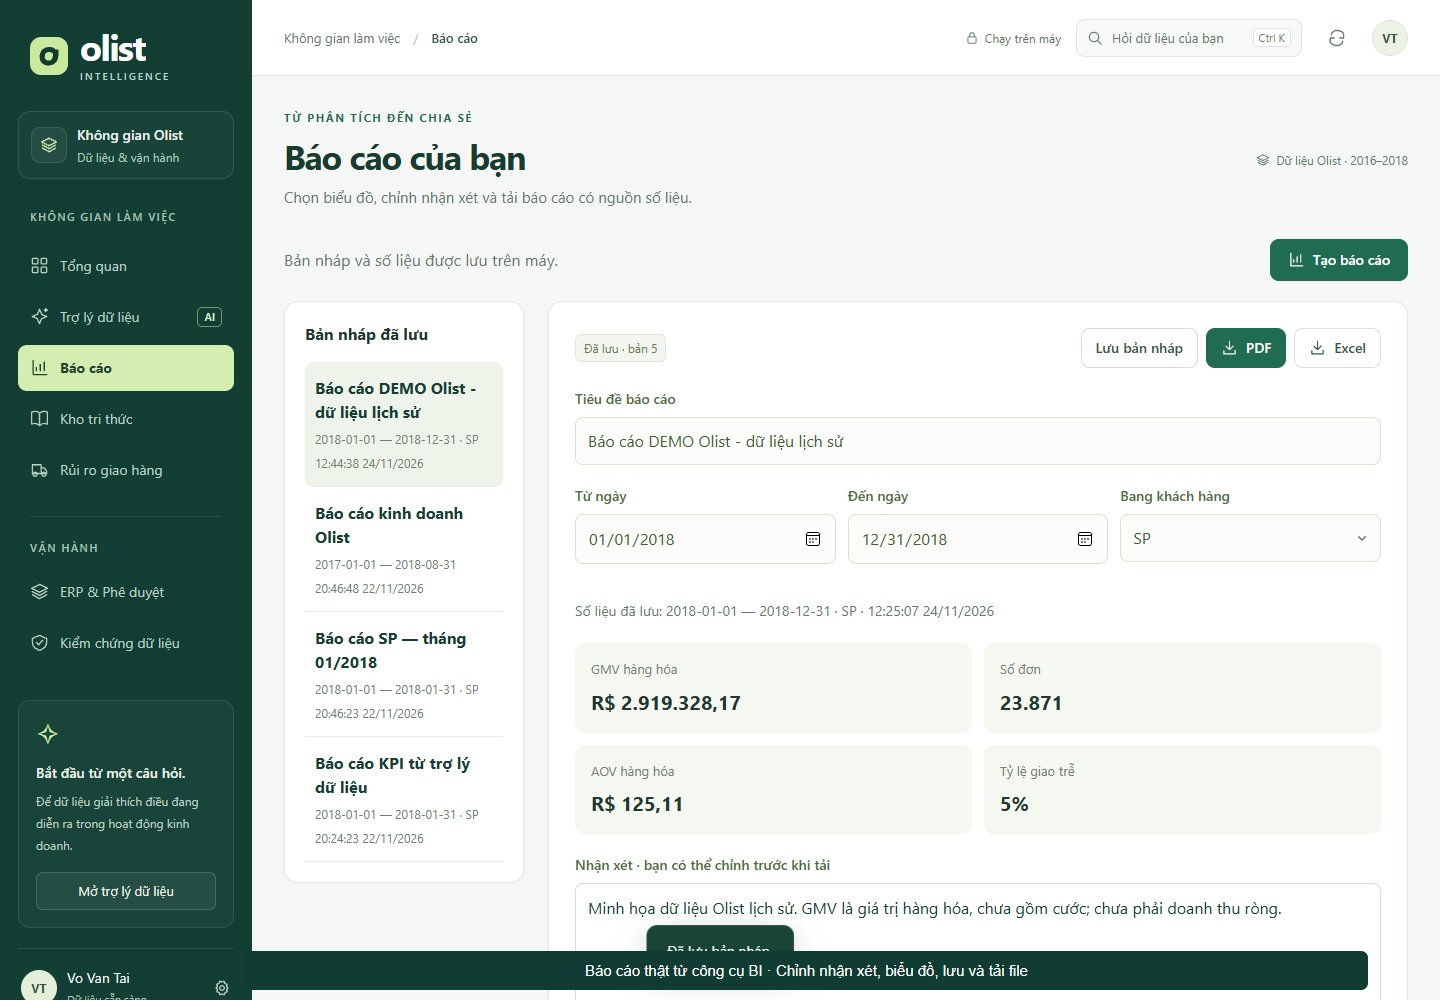 olist
INTELLIGENCE
Không gian Olist
Dữ liệu & vận hành
KHÔNG GIAN LÀM VIỆC
Tổng quan
Trợ lý dữ liệu
AI
Báo cáo
Kho tri thức
Rủi ro giao hàng
VẬN HÀNH
ERP & Phê duyệt
Kiểm chứng dữ liệu
Bắt đầu từ một câu hỏi.
Để dữ liệu giải thích điều đang
diễn ra trong hoạt động kinh
doanh.
Mở trợ lý dữ liệu
VT
Vo Van Tai
Dữ liệu sẵn sàng
Không gian làm việc / Báo cáo
Chạy trên máy
Hỏi dữ liệu của bạn
Ctrl K
VT
TỪ PHÂN TÍCH ĐẾN CHIA SẺ
Báo cáo của bạn
Chọn biểu đồ, chỉnh nhận xét và tải báo cáo có nguồn số liệu.
Dữ liệu Olist · 2016–2018
Bản nháp và số liệu được lưu trên máy.
Tạo báo cáo
Bản nháp đã lưu
Báo cáo DEMO Olist -
dữ liệu lịch sử
2018-01-01 — 2018-12-31 · SP
12:44:38 24/11/2026
Báo cáo kinh doanh
Olist
2017-01-01 — 2018-08-31
20:46:48 22/11/2026
Báo cáo SP — tháng
01/2018
2018-01-01 — 2018-01-31 · SP
20:46:23 22/11/2026
Báo cáo KPI từ trợ lý
dữ liệu
2018-01-01 — 2018-01-31 · SP
20:24:23 22/11/2026
Đã lưu · bản 5
Lưu bản nháp
PDF
Excel
Tiêu đề báo cáo
Báo cáo DEMO Olist - dữ liệu lịch sử
Từ ngày
Đến ngày
Bang khách hàng
01/01/2018
12/31/2018
SP
Số liệu đã lưu: 2018-01-01 — 2018-12-31 · SP · 12:25:07 24/11/2026
GMV hàng hóa
R$ 2.919.328,17
Số đơn
23.871
AOV hàng hóa
R$ 125,11
Tỷ lệ giao trễ
5%
Nhận xét · bạn có thể chỉnh trước khi tải
Minh họa dữ liệu Olist lịch sử. GMV là giá trị hàng hóa, chưa gồm cước; chưa phải doanh thu ròng.
Đã lưu bản nháp
Báo cáo thật từ công cụ BI · Chỉnh nhận xét, biểu đồ, lưu và tải file